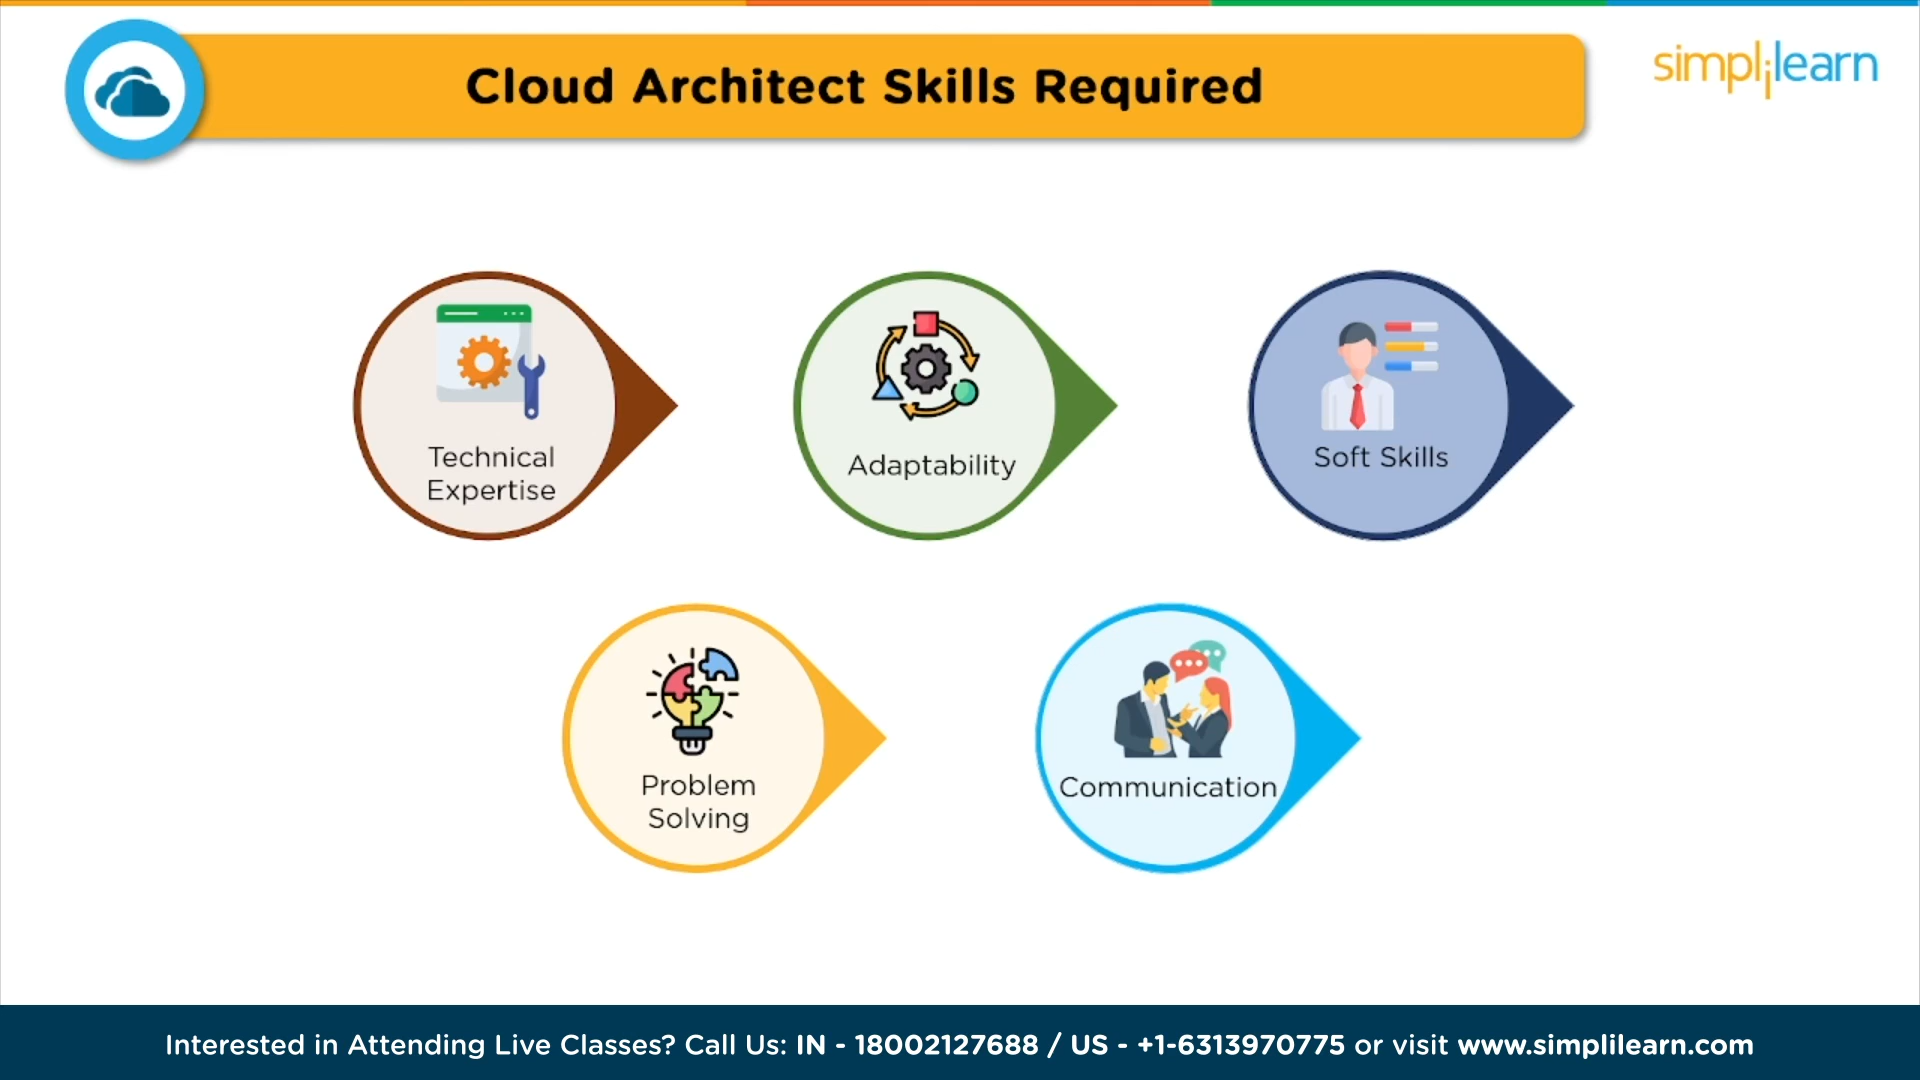 Cloud Architect Skills Required
simplilearn
Technical
Expertise
Adaptability
Soft Skills
Problem
Solving
Communication
Interested in Attending Live Classes? Call Us: IN - 18002127688 / US - +1-6313970775 or visit www.simplilearn.com